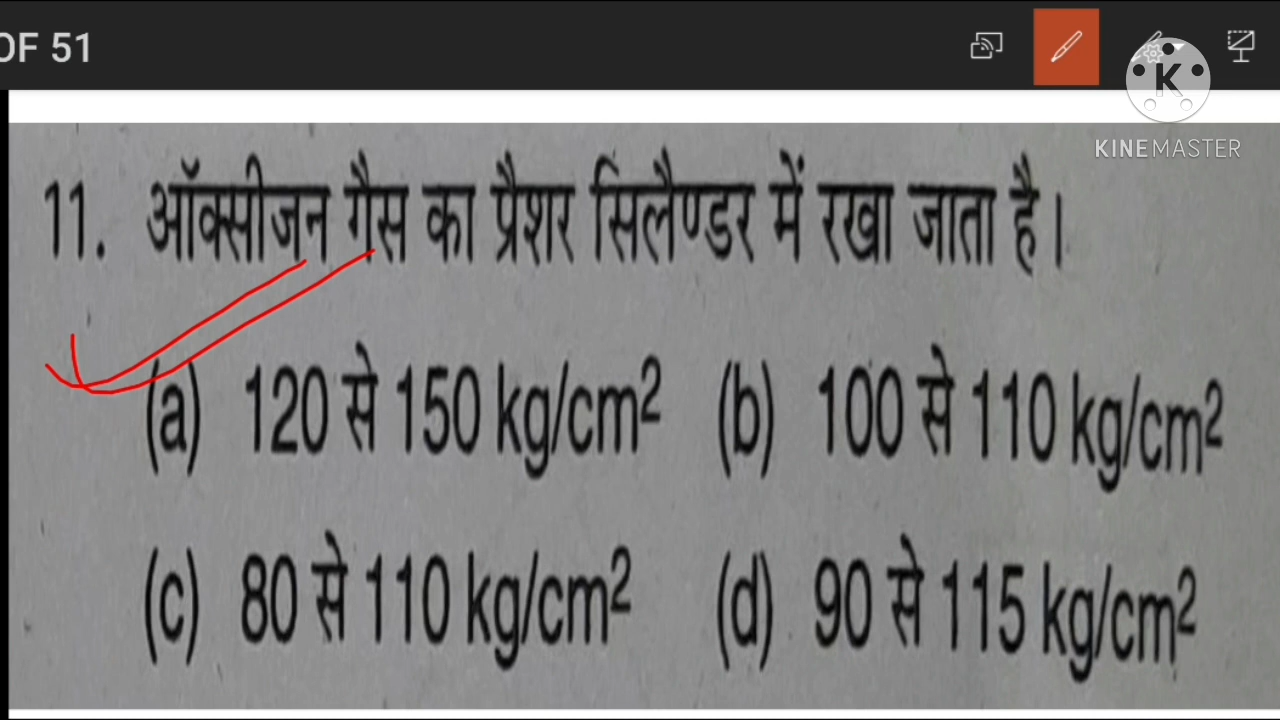 OF 51
K
KINEMASTER
11. ऑक्सीजन गैस का प्रैशर सिलैण्डर में रखा जाता है।
(a) 120 से 150 kg/cm² (b) 100 से 110 kg/cm²
(c) 80 से 110 kg/cm² (d) 90 से 115 kg/cm²